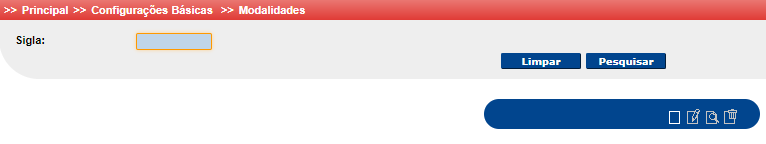 >> Principal >> Configurações Básicas >> Modalidades
Sigla:
Limpar Pesquisar